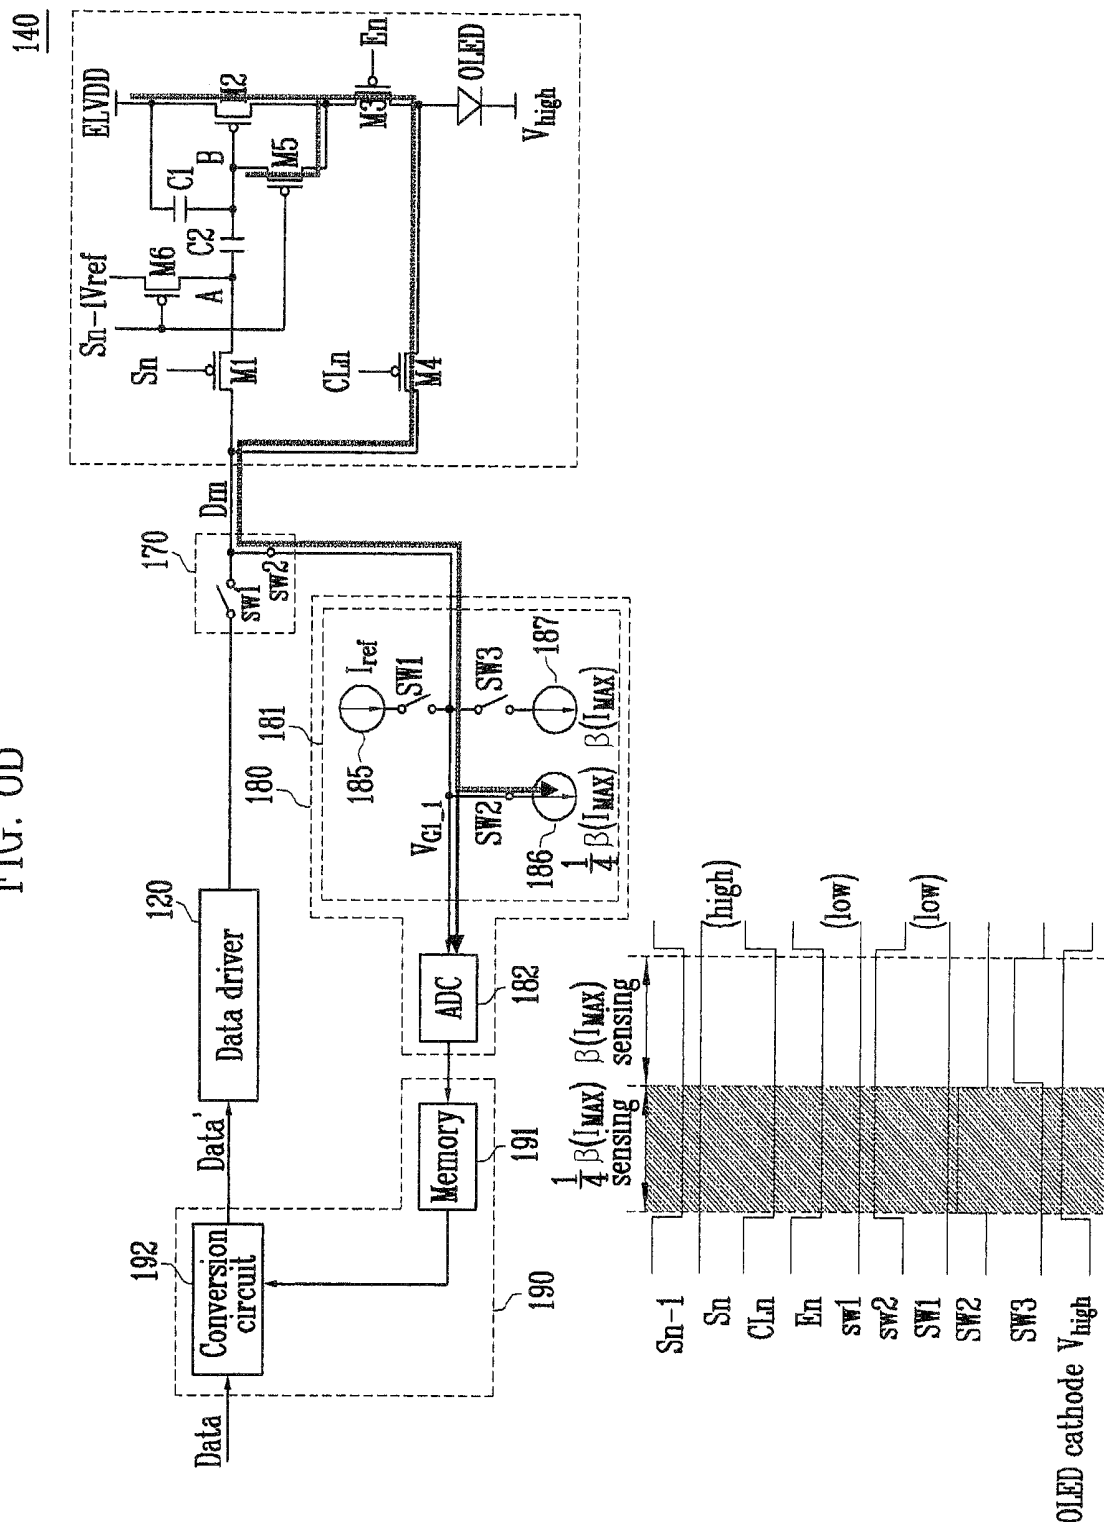 FIG. 6D
140
ELVDD
M2
En
M3
OLED
Vhigh
B
M5
C1
C2
M6
A
Sn-1
Vref
Sn
M1
CLn
M4
Dm
170
sw1
sw2
180
181
Iref
185
SW1
SW3
187
β(IMAX)
VG1_1
SW2
186
1/4 β(IMAX)
120
Data driver
ADC
182
Data'
Memory
191
192
Conversion
circuit
190
Data
1/4 β(IMAX)
sensing
β(IMAX)
sensing
Sn-1
Sn
(high)
CLn
En
sw1
(low)
sw2
SW1
(low)
SW2
SW3
OLED cathode Vhigh